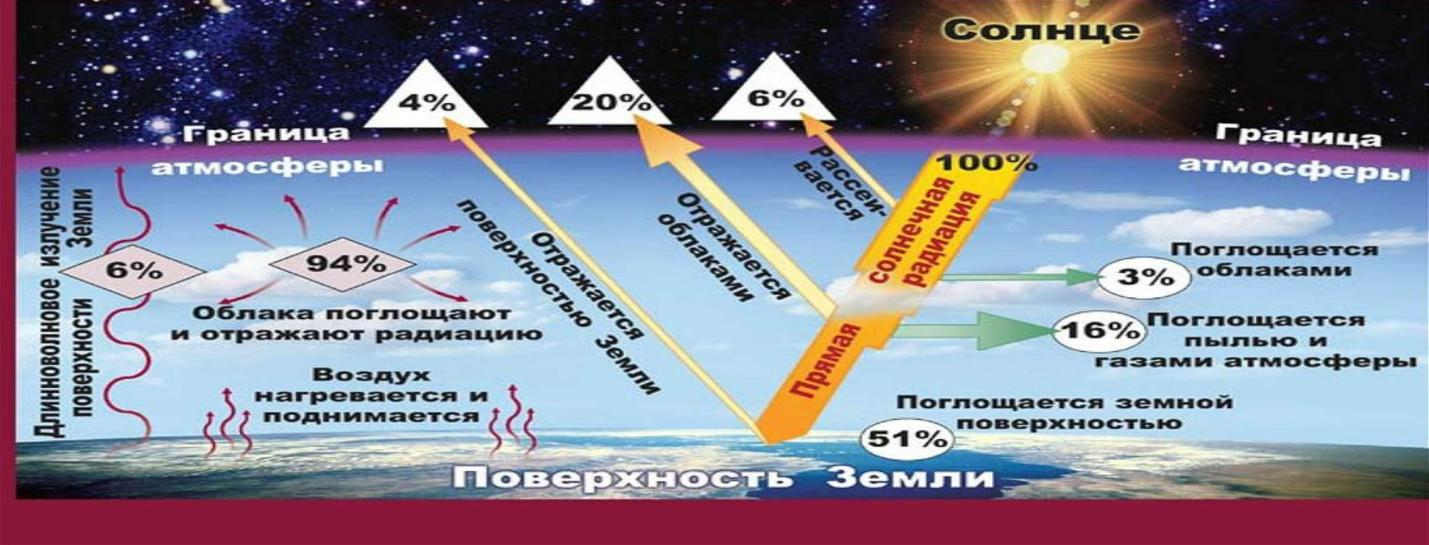 Солнце
4%
20%
6%
Граница
атмосферы
Граница
атмосферы
100%
Прямая солнечная
радиация
Рассеи-
вается
Отражается
облаками
Отражается
поверхностью Земли
Длинноволновое излучение
поверхности Земли
6%
94%
Облака поглощают
и отражают радиацию
Воздух
нагревается и
поднимается
Поглощается
облаками
3%
Поглощается
16%
пылью и
газами атмосферы
Поглощается земной
поверхностью
51%
Поверхность Земли